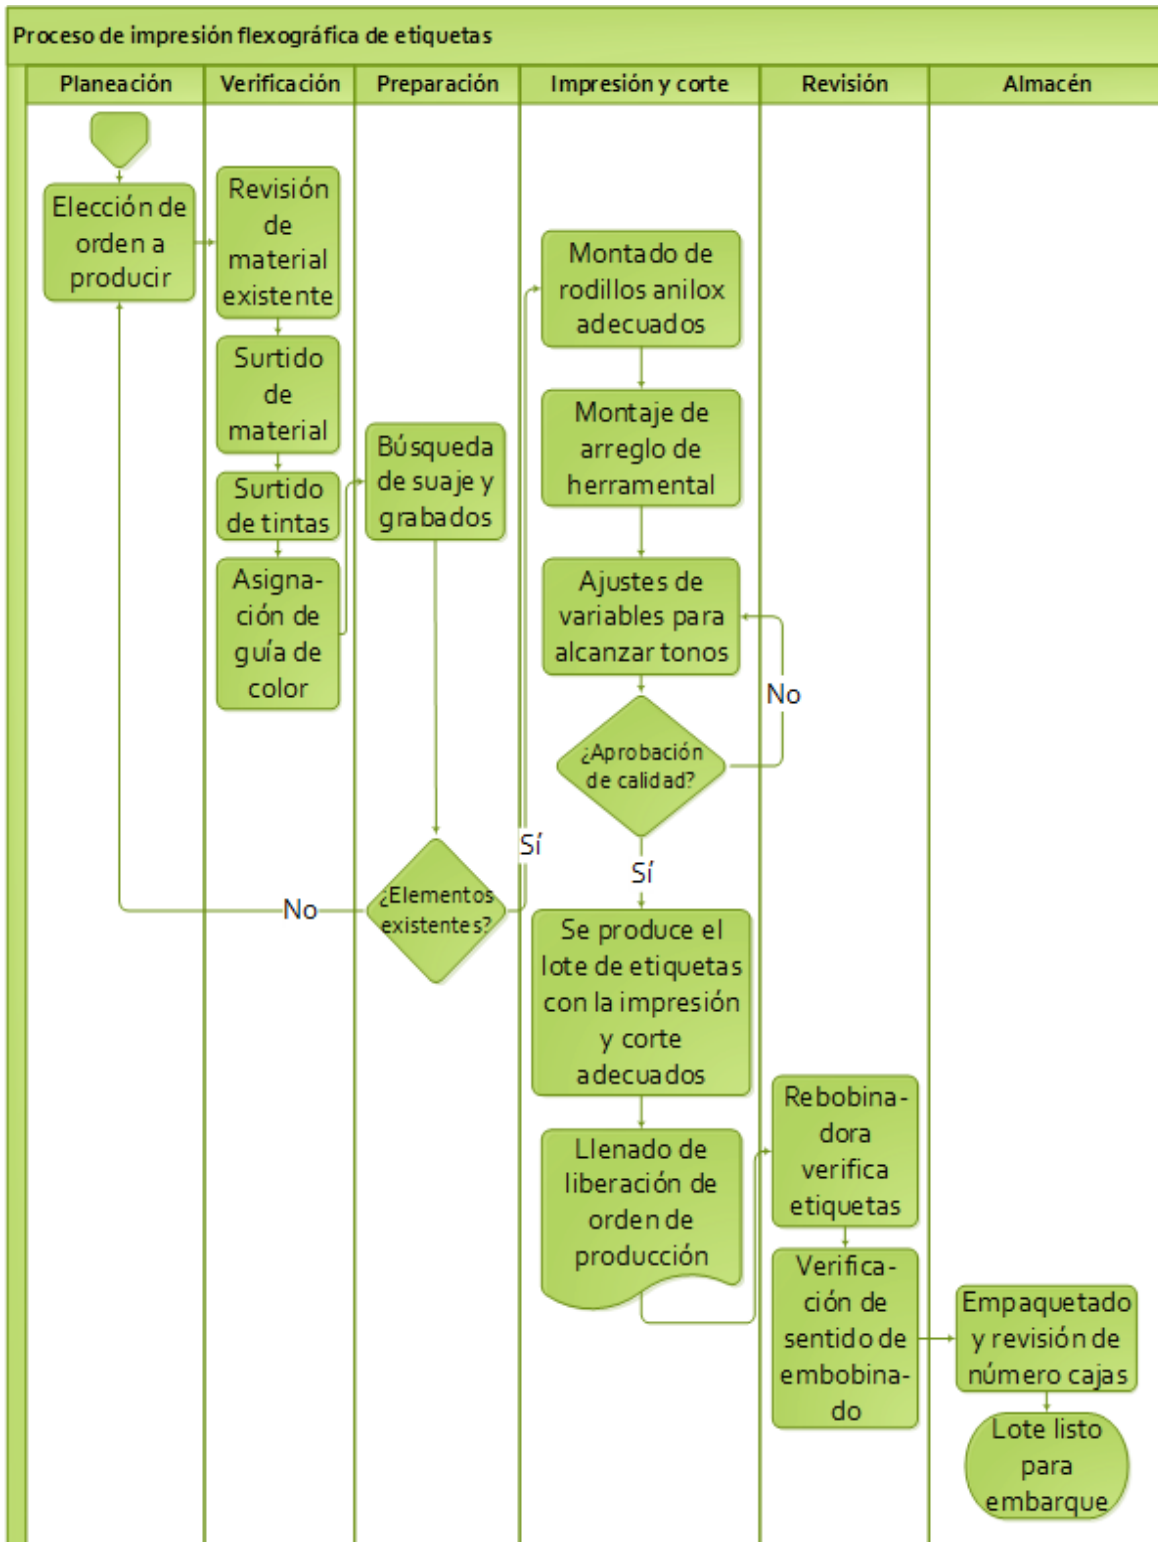 Proceso de impresión flexográfica de etiquetas
Planeación
Verificación
Preparación
Impresión y corte
Revisión
Almacén
Elección de
orden a
producir
Revisión
de
material
existente
Surtido
de
material
Surtido
de tintas
Asigna-
ción de
guía de
color
Búsqueda
de suaje y
grabados
¿Elementos
existentes?
No
Sí
Montado de
rodillos anilox
adecuados
Montaje de
arreglo de
herramental
Ajustes de
variables para
alcanzar tonos
¿Aprobación
de calidad?
No
Sí
Se produce el
lote de etiquetas
con la impresión
y corte
adecuados
Llenado de
liberación de
orden de
producción
Rebobina-
dora
verifica
etiquetas
Verifica-
ción de
sentido de
embobina-
do
Empaquetado
y revisión de
número cajas
Lote listo
para
embarque